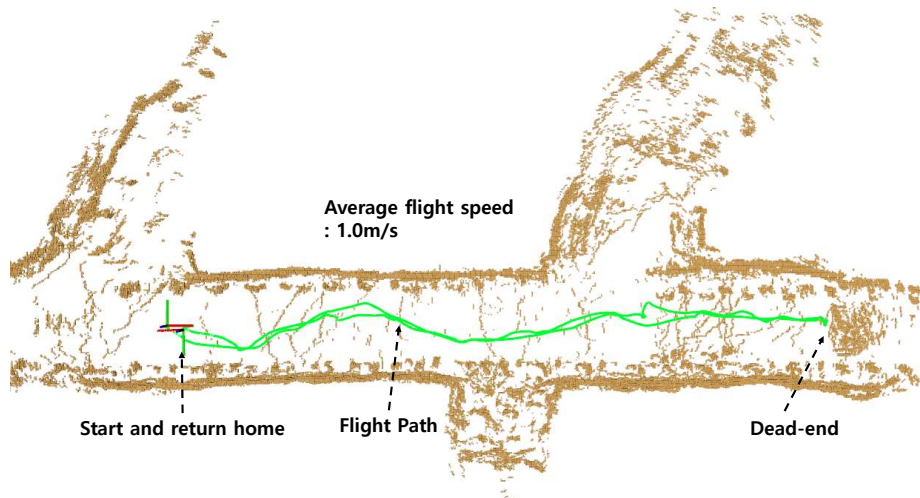 Average flight speed
: 1.0m/s
Start and return home
Flight Path
Dead-end